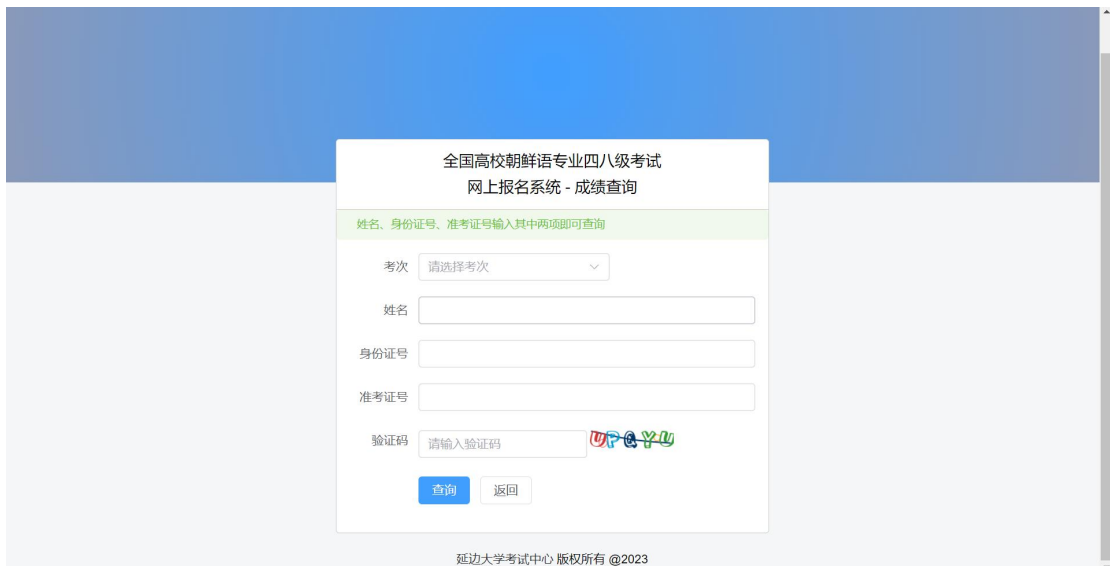 全国高校朝鲜语专业四八级考试
网上报名系统 - 成绩查询
姓名、身份证号、准考证号输入其中两项即可查询
考次 请选择考次
姓名
身份证号
准考证号
验证码 请输入验证码 UPQYU
查询 返回
延边大学考试中心 版权所有 @2023